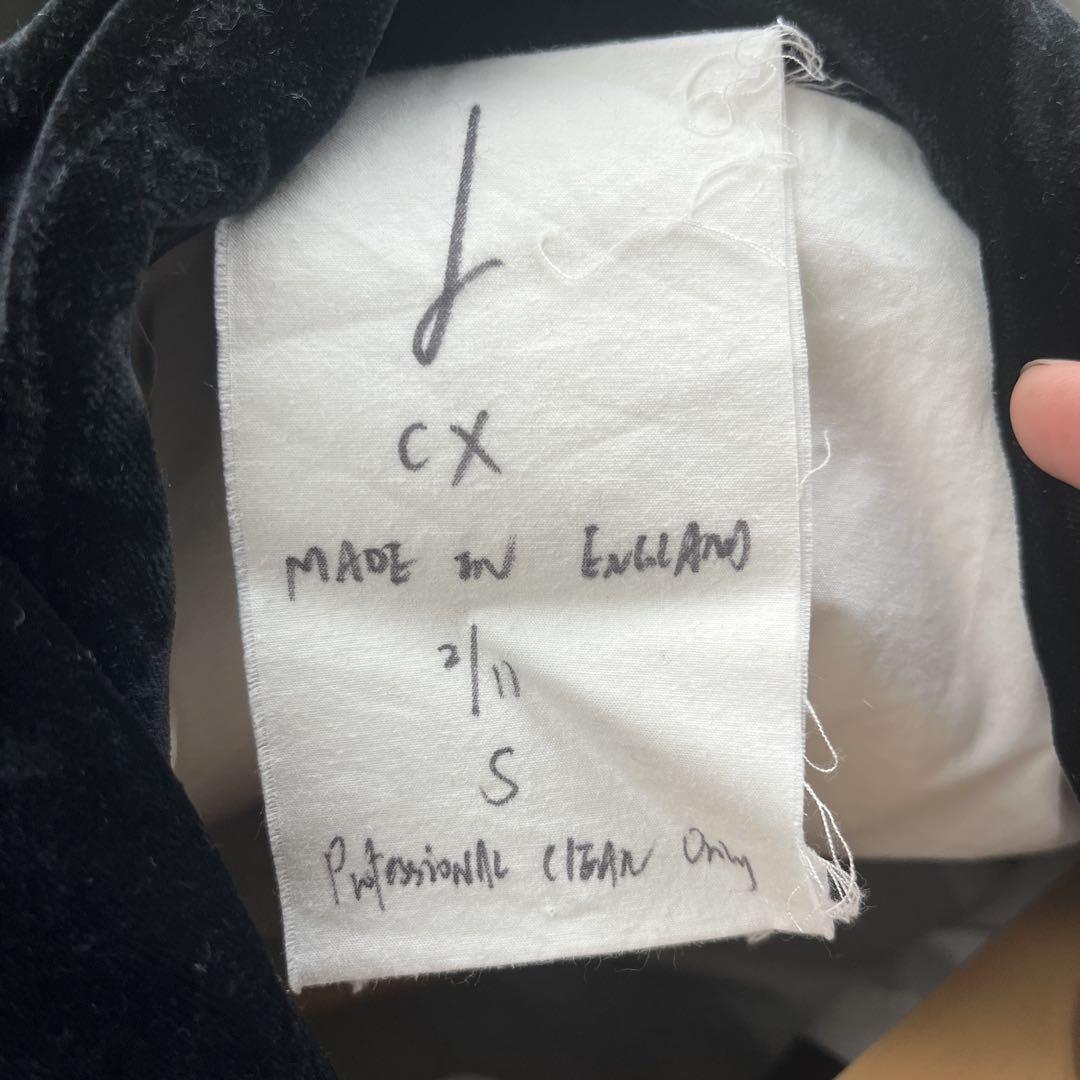 CX
MADE IN ENGLAND
2/11
S
Professional Clean Only